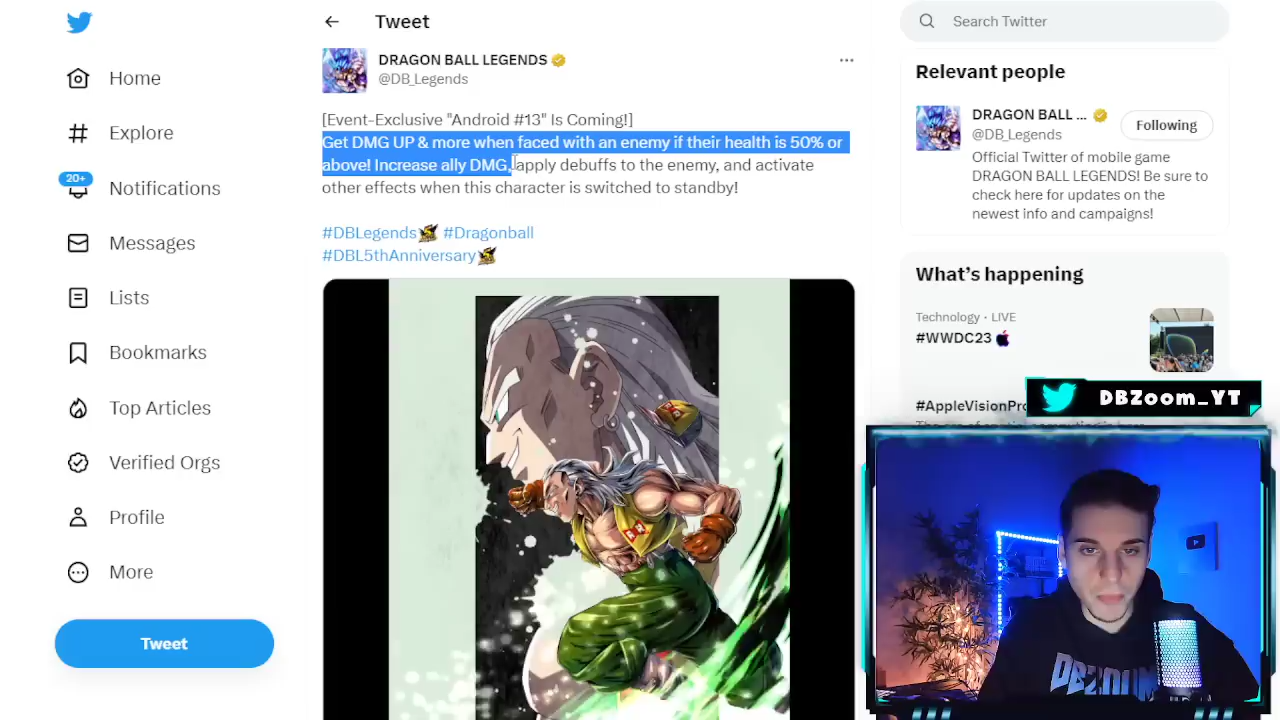 Tweet
Search Twitter
DRAGON BALL LEGENDS
@DB_Legends
[Event-Exclusive "Android #13" Is Coming!]
Get DMG UP & more when faced with an enemy if their health is 50% or
above! Increase ally DMG, apply debuffs to the enemy, and activate
other effects when this character is switched to standby!
#DBLegends #Dragonball
#DBL5thAnniversary
Home
Explore
20+
Notifications
Messages
Lists
Bookmarks
Top Articles
Verified Orgs
Profile
More
Tweet
Relevant people
DRAGON BALL ...
@DB_Legends
Following
Official Twitter of mobile game
DRAGON BALL LEGENDS! Be sure to
check here for updates on the
newest info and campaigns!
What's happening
Technology · LIVE
#WWDC23
#AppleVisionPro
DBZoom_YT
RR
DBZOOM